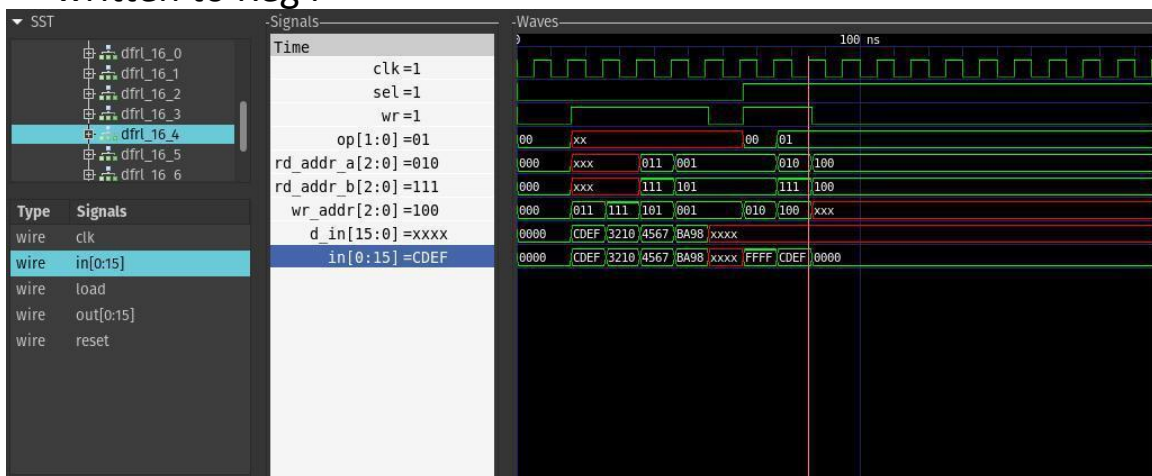 written to neg?
SST
dfrl_16_0
dfrl_16_1
dfrl_16_2
dfrl_16_3
dfrl_16_4
dfrl_16_5
dfrl 16 6
Type Signals
wire clk
wire in[0:15]
wire load
wire out[0:15]
wire reset
Signals
Time
clk=1
sel=1
wr=1
op[1:0]=01
rd_addr_a[2:0]=010
rd_addr_b[2:0]=111
wr_addr[2:0]=100
d_in[15:0]=xxxx
in[0:15]=CDEF
Waves
100 ns
00 xx 00 01
000 xxx 011 001 010 100
000 xxx 111 101 111 100
000 011 111 101 001 010 100 xxx
0000 CDEF 3210 4567 BA98 xxxx
0000 CDEF 3210 4567 BA98 xxxx FFFF CDEF 0000